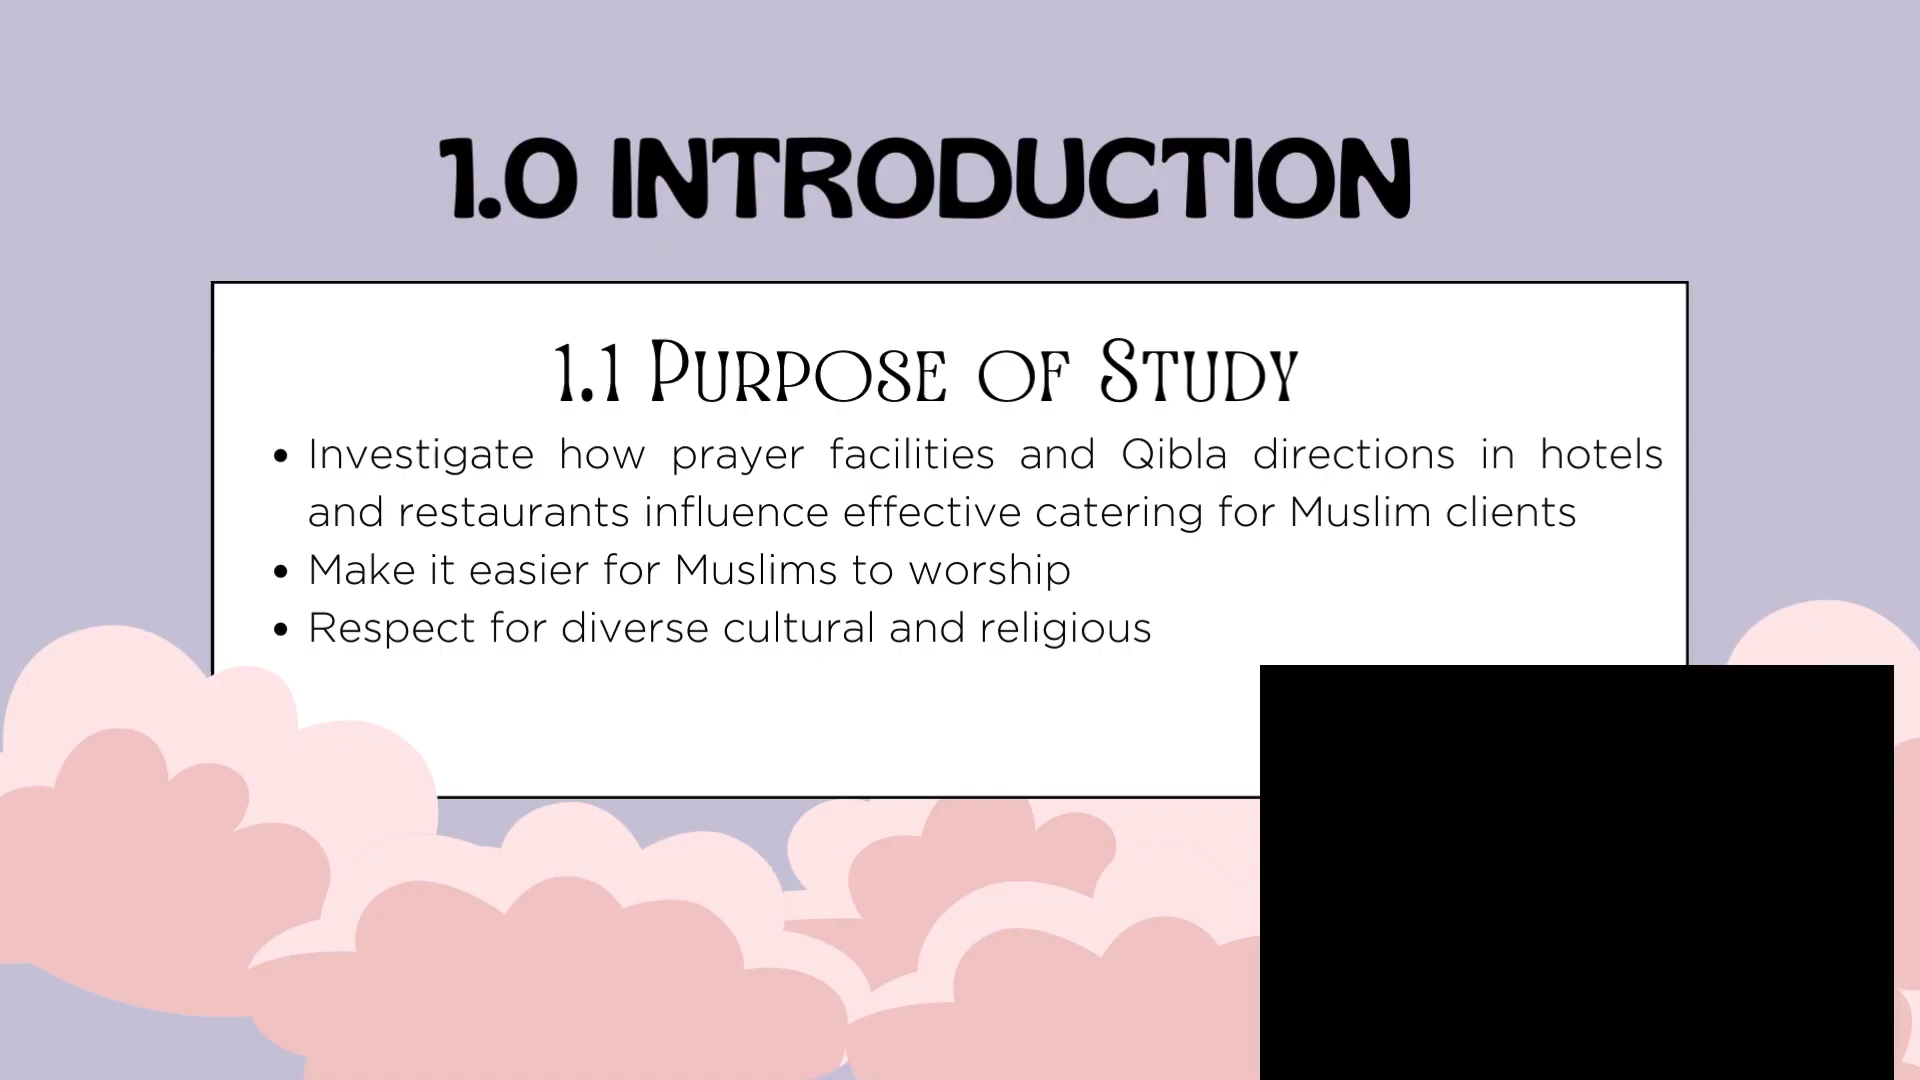 1.0 INTRODUCTION
1.1 Purpose of Study
• Investigate how prayer facilities and Qibla directions in hotels
and restaurants influence effective catering for Muslim clients
• Make it easier for Muslims to worship
• Respect for diverse cultural and religious